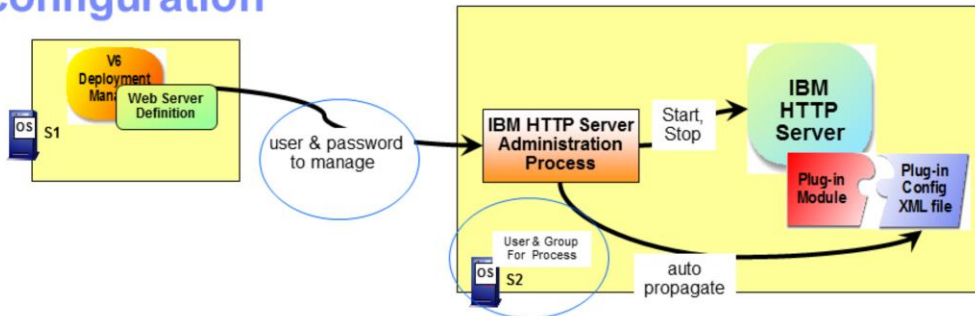 Configuration
V6
Deployment
Web Server
Definition
OS
S1
user & password
to manage
IBM HTTP Server
Administration
Process
Start,
Stop
IBM
HTTP
Server
Plug-in
Module
Plug-in
Config
XML file
User & Group
For Process
OS
S2
auto
propagate